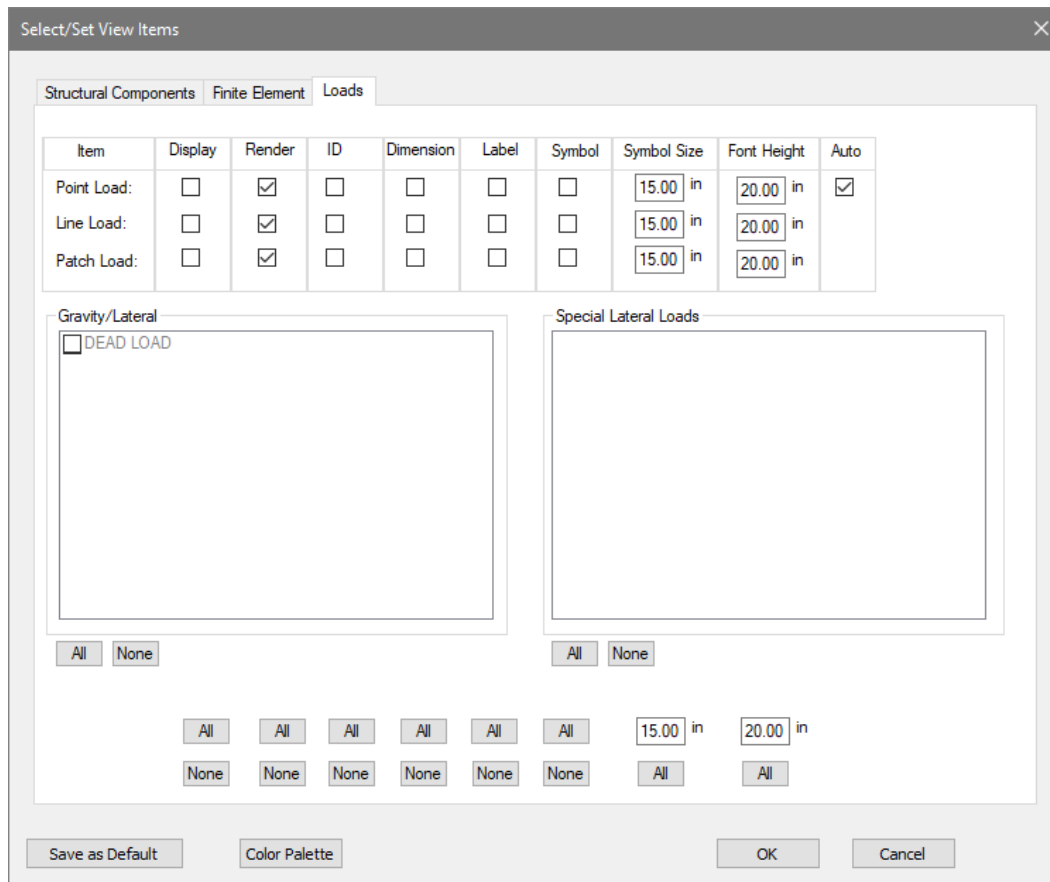 Select/Set View Items
Structural Components Finite Element Loads
Item Display Render ID Dimension Label Symbol Symbol Size Font Height Auto
Point Load: 15.00 in 20.00 in
Line Load: 15.00 in 20.00 in
Patch Load: 15.00 in 20.00 in
Gravity/Lateral Special Lateral Loads
DEAD LOAD
All None All None
All All All All All All 15.00 in 20.00 in
None None None None None None All All
Save as Default Color Palette OK Cancel